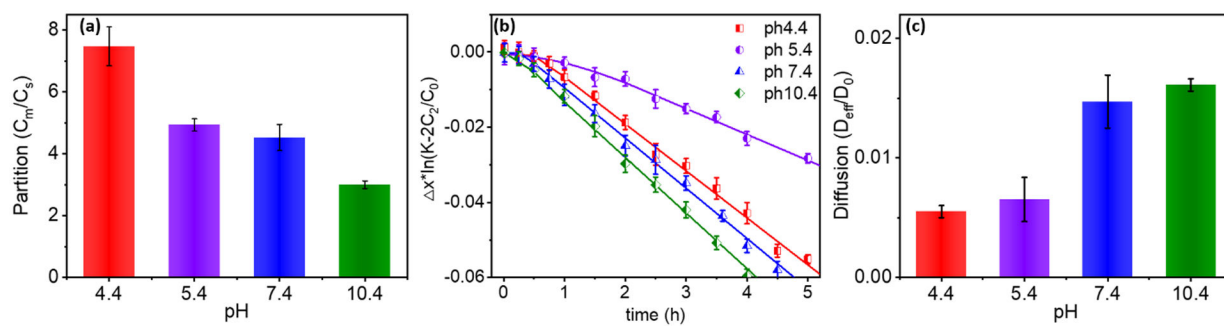 (a)
Partition (Cm/Cs)
8
6
4
2
0
4.4 5.4 7.4 10.4
pH
(b)
Δx*ln(K-2C2/C0)
0.00
-0.02
-0.04
-0.06
0 1 2 3 4 5
time (h)
ph4.4
ph 5.4
ph 7.4
ph10.4
(c)
Diffusion (Deff/D0)
0.02
0.01
0.00
4.4 5.4 7.4 10.4
pH